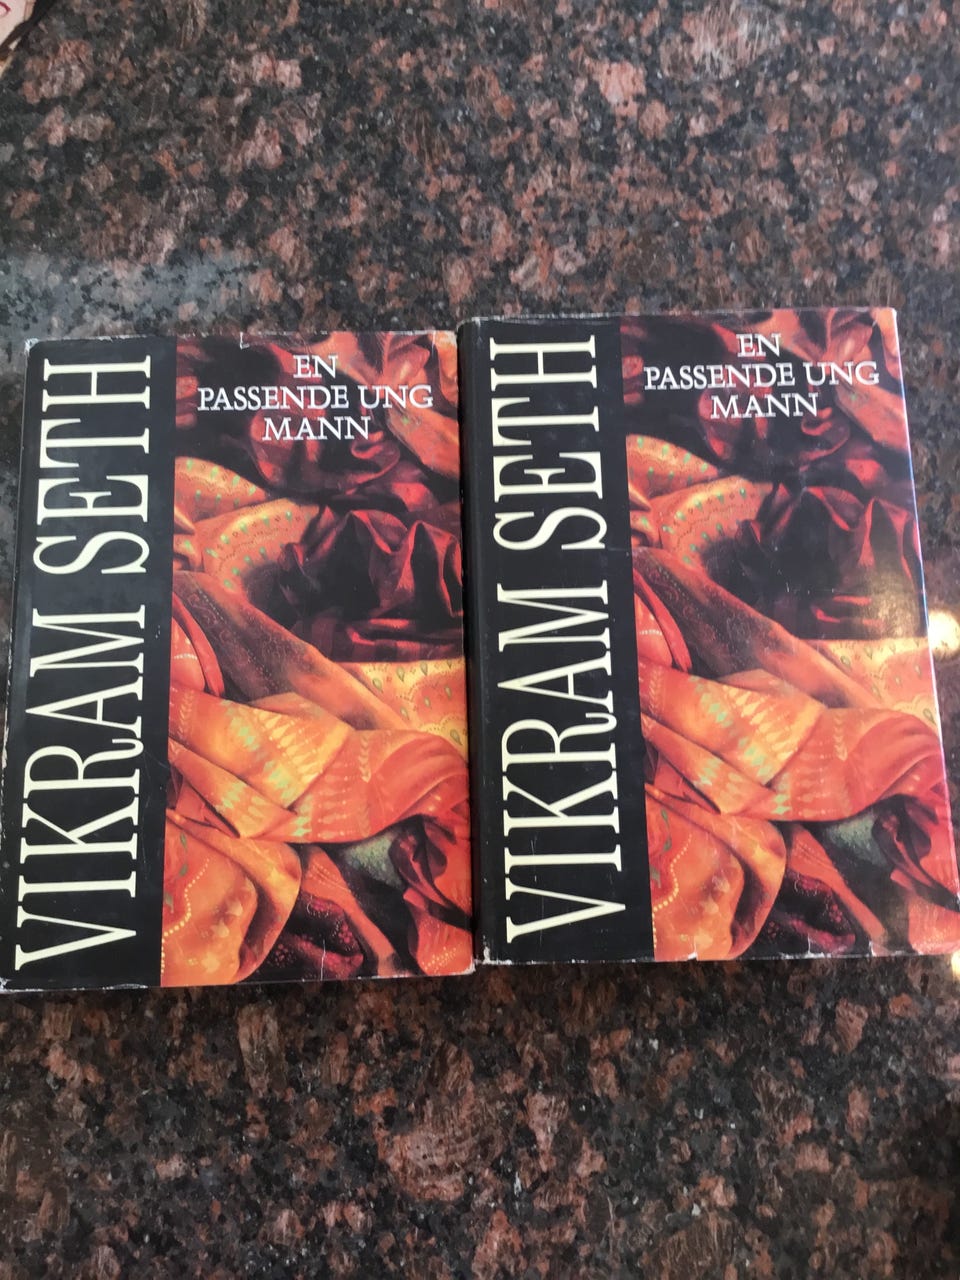 VIKRAM SETH
EN
PASSENDE UNG
MANN
VIKRAM SETH
EN
PASSENDE UNG
MANN